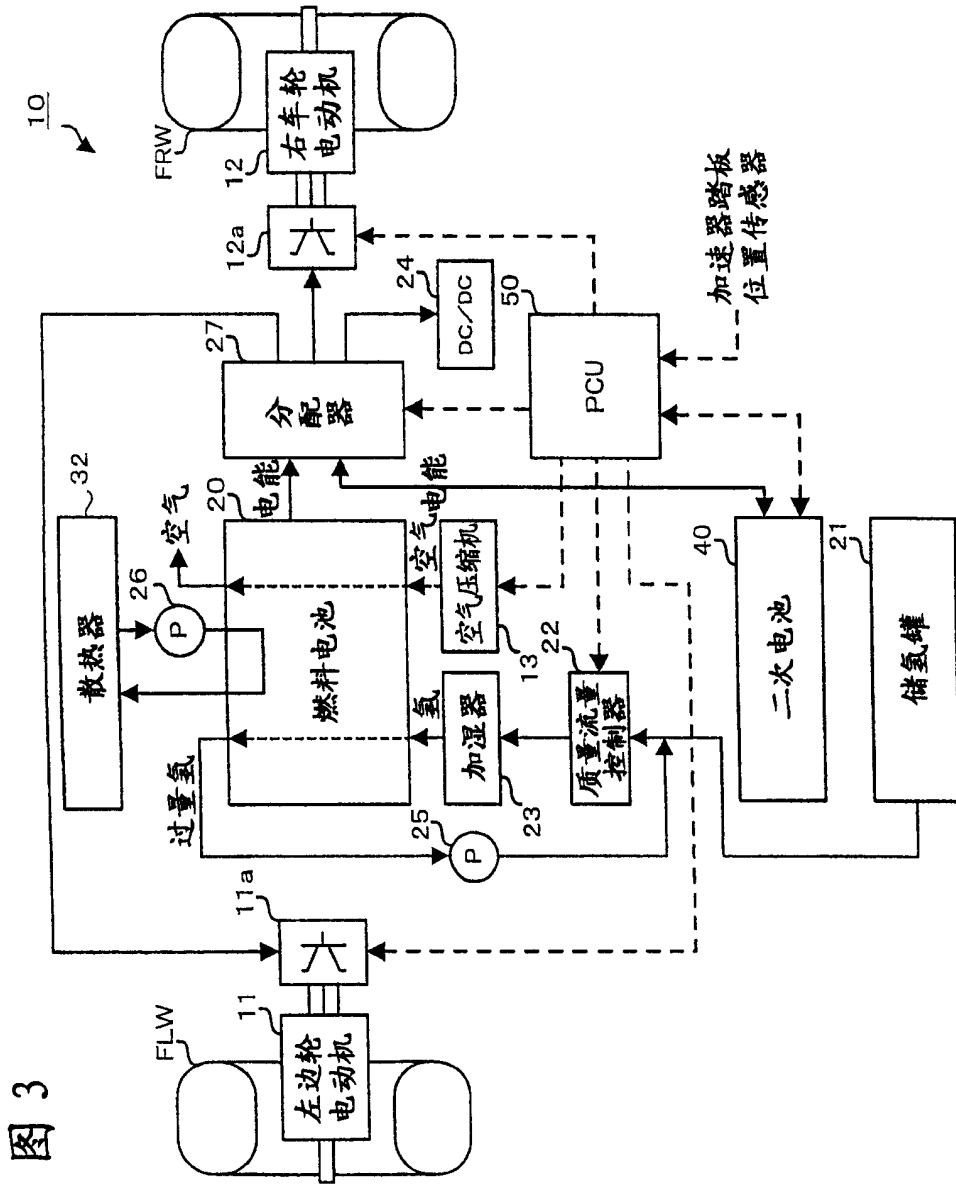 图 3
10
FRW
右车轮
电动机
12
12a
24
DC/DC
27
分
配
器
50
PCU
加速器踏板
位置传感器
32
散热器
空气
26
P
20
电能
电能
燃料电池
空气
空气压缩机
13
过量氢
氢
加湿器
23
22
质量流量
控制器
25
P
40
二次电池
21
储氢罐
11a
11
FLW
左边轮
电动机